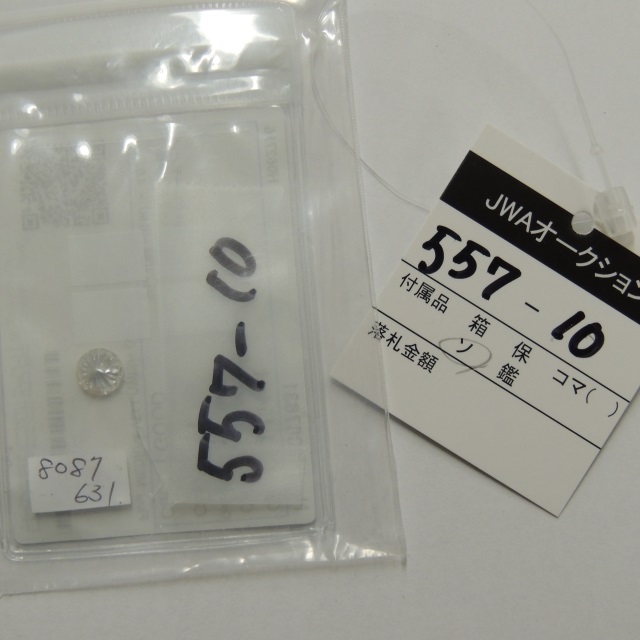 557-10
8087
631
JWAオークション
557-10
付属品 箱 保 コマ( )
ソ 鑑
落札金額